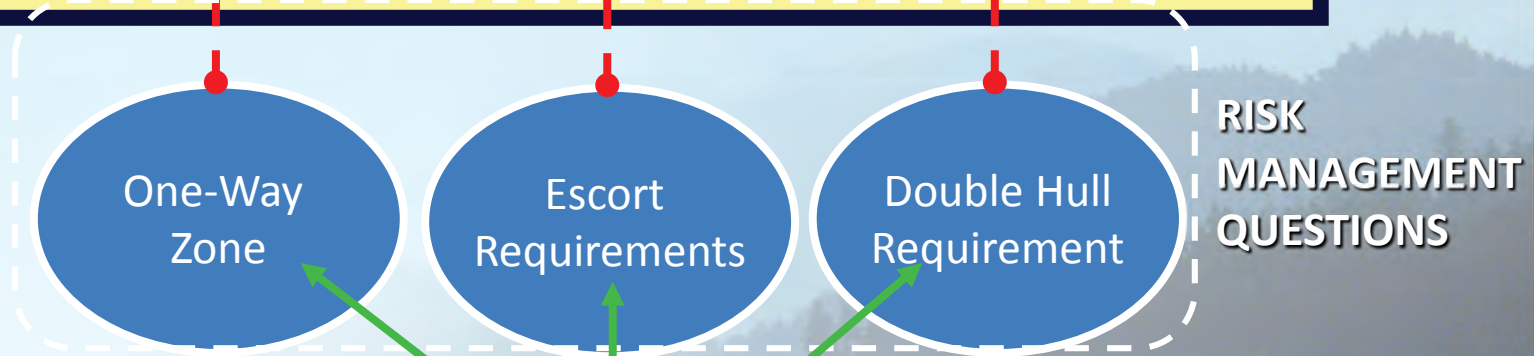 One-Way
Zone
Escort
Requirements
Double Hull
Requirement
RISK
MANAGEMENT
QUESTIONS